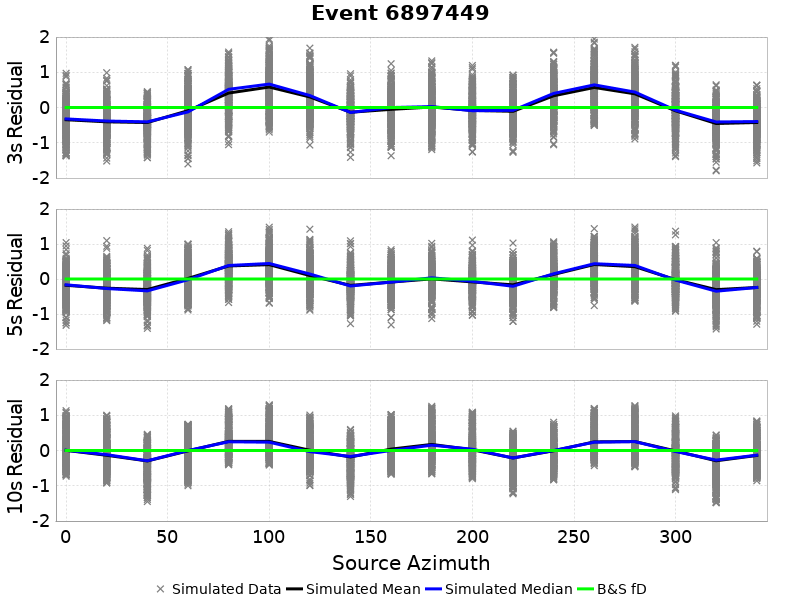 Event 6897449
3s Residual
2
1
0
-1
-2
5s Residual
2
1
0
-1
-2
10s Residual
2
1
0
-1
-2
0 50 100 150 200 250 300
Source Azimuth
Simulated Data Simulated Mean Simulated Median B&S fD